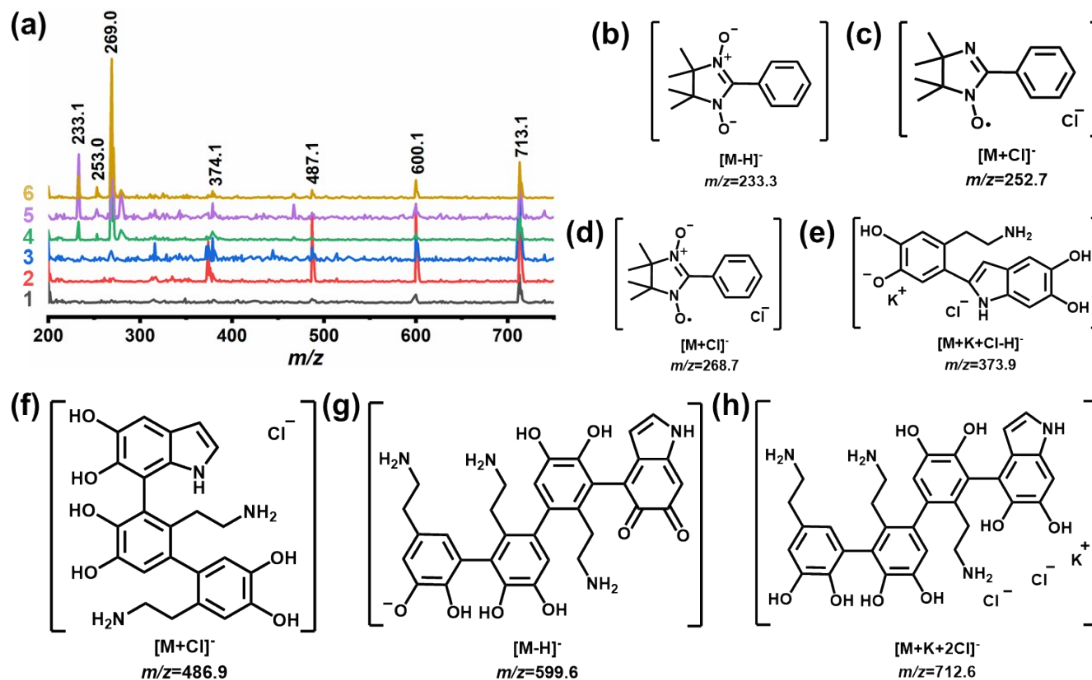 (a)
269.0
233.1
253.0
374.1
487.1
600.1
713.1
6
5
4
3
2
1
200 300 400 500 600 700
m/z
(b)
O⁻
N⁺
N
O⁻
[M-H]⁻
m/z=233.3
(c)
N
N
O•
Cl⁻
[M+Cl]⁻
m/z=252.7
(d)
O⁻
N⁺
N
O•
Cl⁻
[M+Cl]⁻
m/z=268.7
(e)
HO
NH₂
⁻O
K⁺
Cl⁻
N
H
OH
OH
[M+K+Cl-H]⁻
m/z=373.9
(f)
HO
Cl⁻
HO
N
H
HO
NH₂
HO
OH
H₂N
OH
[M+Cl]⁻
m/z=486.9
(g)
HO OH
NH
H₂N
H₂N
O O
NH₂
⁻O OH HO OH
[M-H]⁻
m/z=599.6
(h)
HO OH
NH
H₂N
H₂N
HO OH
K⁺
NH₂ Cl⁻
Cl⁻
HO OH HO OH
[M+K+2Cl]⁻
m/z=712.6